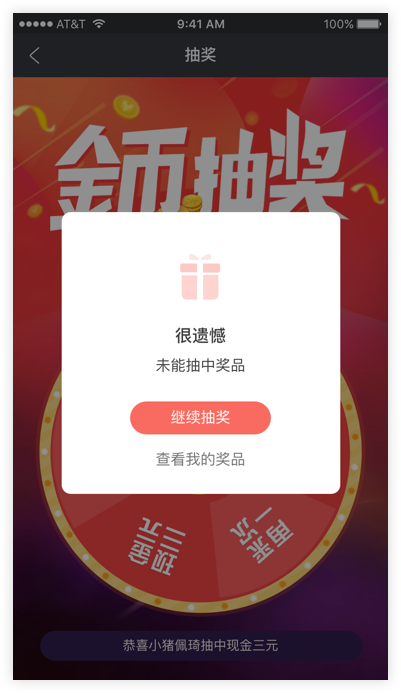 AT&T 9:41 AM 100%
抽奖
金币抽奖
很遗憾
未能抽中奖品
继续抽奖
查看我的奖品
现金三元
再来一次
恭喜小猪佩琦抽中现金三元